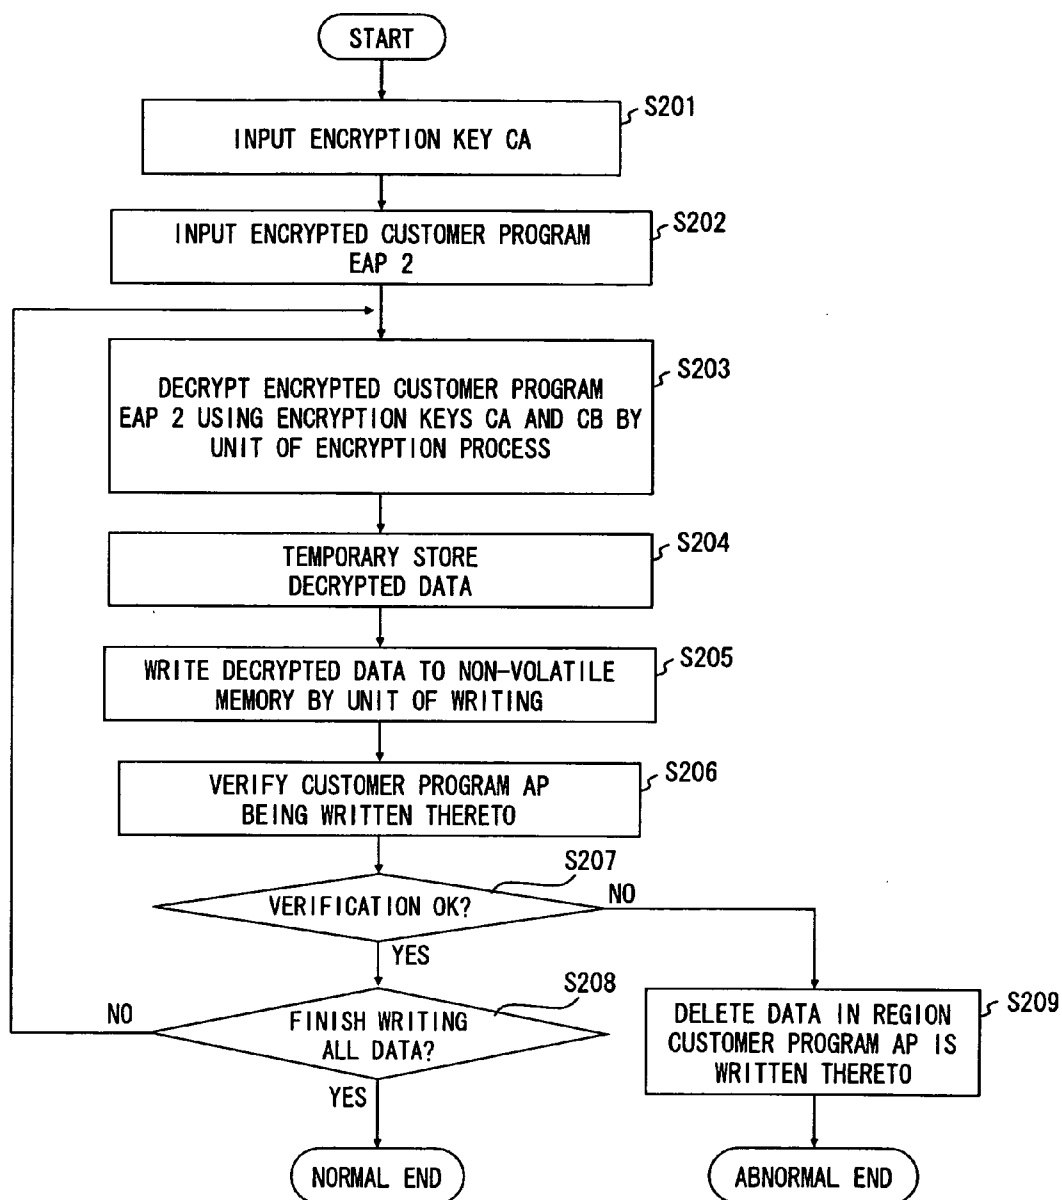 START
S201
INPUT ENCRYPTION KEY CA
S202
INPUT ENCRYPTED CUSTOMER PROGRAM
EAP 2
S203
DECRYPT ENCRYPTED CUSTOMER PROGRAM
EAP 2 USING ENCRYPTION KEYS CA AND CB BY
UNIT OF ENCRYPTION PROCESS
S204
TEMPORARY STORE
DECRYPTED DATA
S205
WRITE DECRYPTED DATA TO NON-VOLATILE
MEMORY BY UNIT OF WRITING
S206
VERIFY CUSTOMER PROGRAM AP
BEING WRITTEN THERETO
S207
VERIFICATION OK?
NO
YES
S208
FINISH WRITING
ALL DATA?
NO
YES
S209
DELETE DATA IN REGION
CUSTOMER PROGRAM AP IS
WRITTEN THERETO
NORMAL END
ABNORMAL END